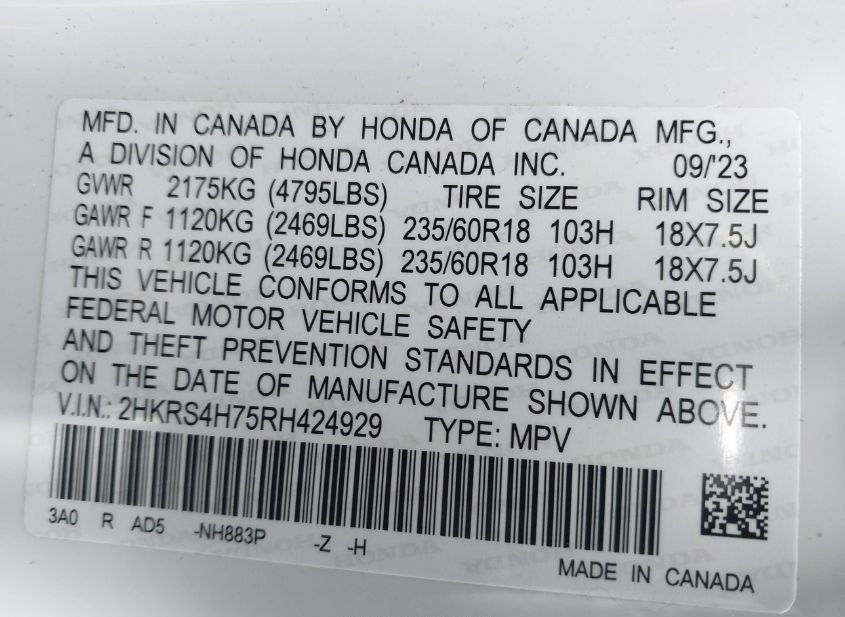 MFD. IN CANADA BY HONDA OF CANADA MFG.,
A DIVISION OF HONDA CANADA INC. 09/'23
GVWR 2175KG (4795LBS) TIRE SIZE RIM SIZE
GAWR F 1120KG (2469LBS) 235/60R18 103H 18X7.5J
GAWR R 1120KG (2469LBS) 235/60R18 103H 18X7.5J
THIS VEHICLE CONFORMS TO ALL APPLICABLE
FEDERAL MOTOR VEHICLE SAFETY
AND THEFT PREVENTION STANDARDS IN EFFECT
ON THE DATE OF MANUFACTURE SHOWN ABOVE.
V.I.N.: 2HKRS4H75RH424929 TYPE: MPV
3A0 R AD5 -NH883P -Z -H
MADE IN CANADA